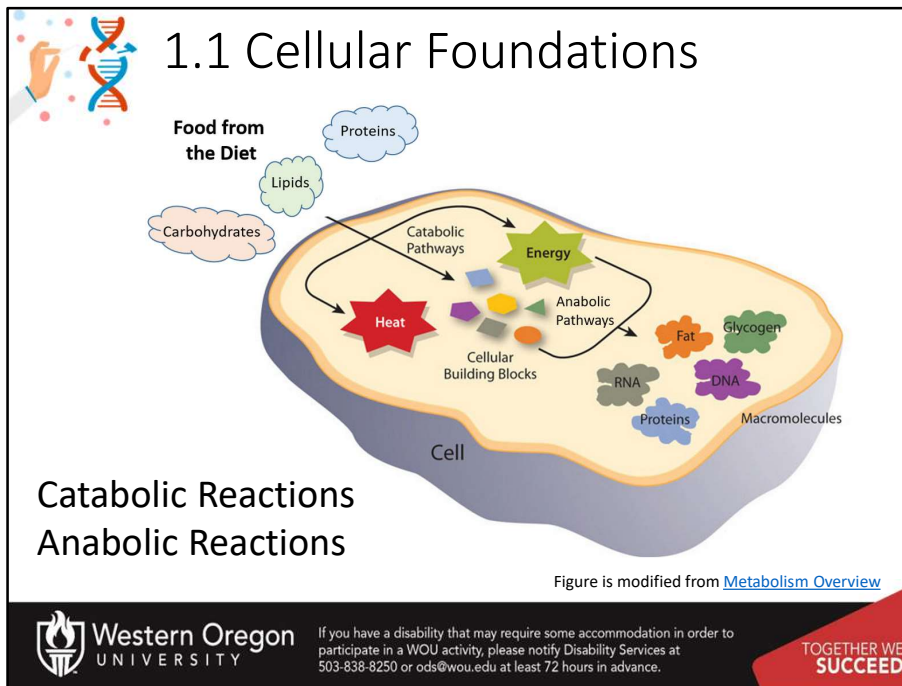 1.1 Cellular Foundations
Food from
the Diet
Proteins
Lipids
Carbohydrates
Catabolic
Pathways
Energy
Heat
Anabolic
Pathways
Cellular
Building Blocks
Fat
Glycogen
RNA
DNA
Proteins
Macromolecules
Cell
Catabolic Reactions
Anabolic Reactions
Figure is modified from Metabolism Overview
Western Oregon
UNIVERSITY
If you have a disability that may require some accommodation in order to
participate in a WOU activity, please notify Disability Services at
503-838-8250 or ods@wou.edu at least 72 hours in advance.
TOGETHER WE
SUCCEED